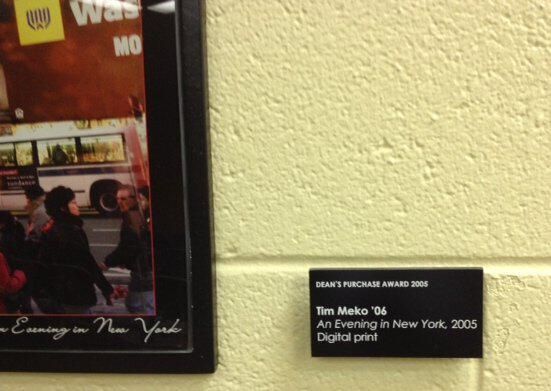 Was
MO
sundance
n Evening in New York
DEAN'S PURCHASE AWARD 2005
Tim Meko '06
An Evening in New York, 2005
Digital print